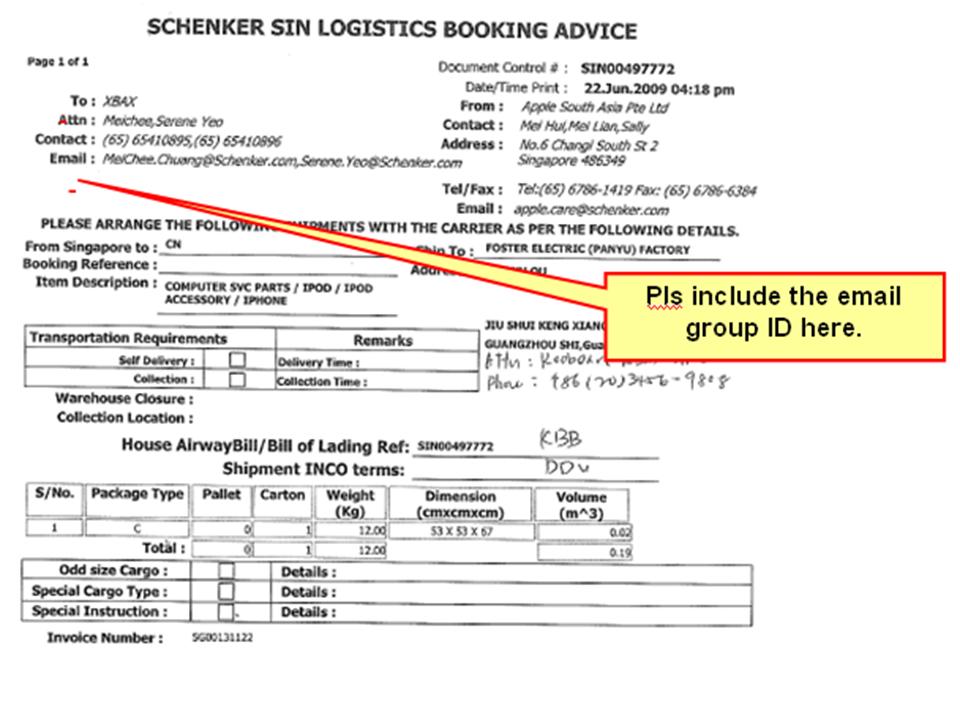 SCHENKER SIN LOGISTICS BOOKING ADVICE
Page 1 of 1
Document Control # : SIN00497772
Date/Time Print : 22.Jun.2009 04:18 pm
To : XBAX
From : Apple South Asia Pte Ltd
Attn : Meichee,Serene Yeo
Contact : Mei Hui,Mei Lian,Sally
Contact : (65) 65410895,(65) 65410896
Address : No.6 Changi South St 2
Singapore 486349
Email : MeiChee.Chuang@Schenker.com,Serene.Yeo@Schenker.com
Tel/Fax : Tel:(65) 6786-1419 Fax: (65) 6786-6384
Email : apple.care@schenker.com
PLEASE ARRANGE THE FOLLOWING SHIPMENTS WITH THE CARRIER AS PER THE FOLLOWING DETAILS.
From Singapore to : CN
Ship To : FOSTER ELECTRIC (PANYU) FACTORY
Booking Reference :
Item Description : COMPUTER SVC PARTS / IPOD / IPOD
ACCESSORY / IPHONE
Pls include the email
group ID here.
JIU SHUI KENG XIANG
GUANGZHOU SHI,
Attn :
Phone : +86 (20) 3456-9808
Transportation Requirements Remarks
Self Delivery : Delivery Time :
Collection : Collection Time :
Warehouse Closure :
Collection Location :
House AirwayBill/Bill of Lading Ref: SIN00497772 KBB
Shipment INCO terms: DDU
S/No. Package Type Pallet Carton Weight (Kg) Dimension (cmxcmxcm) Volume (m^3)
1 C 0 1 12.00 53 X 53 X 67 0.02
Total : 0 1 12.00 0.19
Odd size Cargo : Details :
Special Cargo Type : Details :
Special Instruction : Details :
Invoice Number : SG00131122